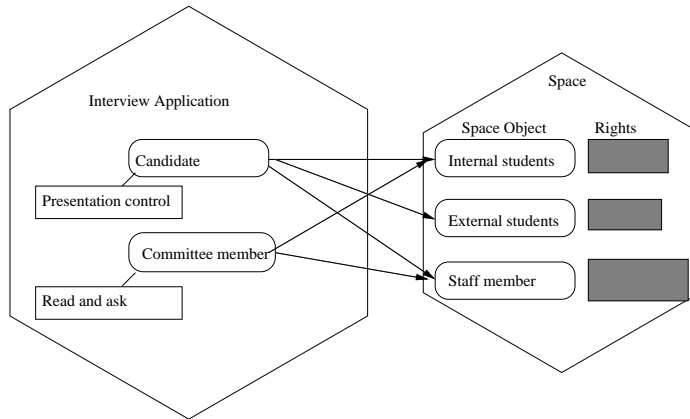 Interview Application
Candidate
Presentation control
Committee member
Read and ask
Space
Space Object Rights
Internal students
External students
Staff member